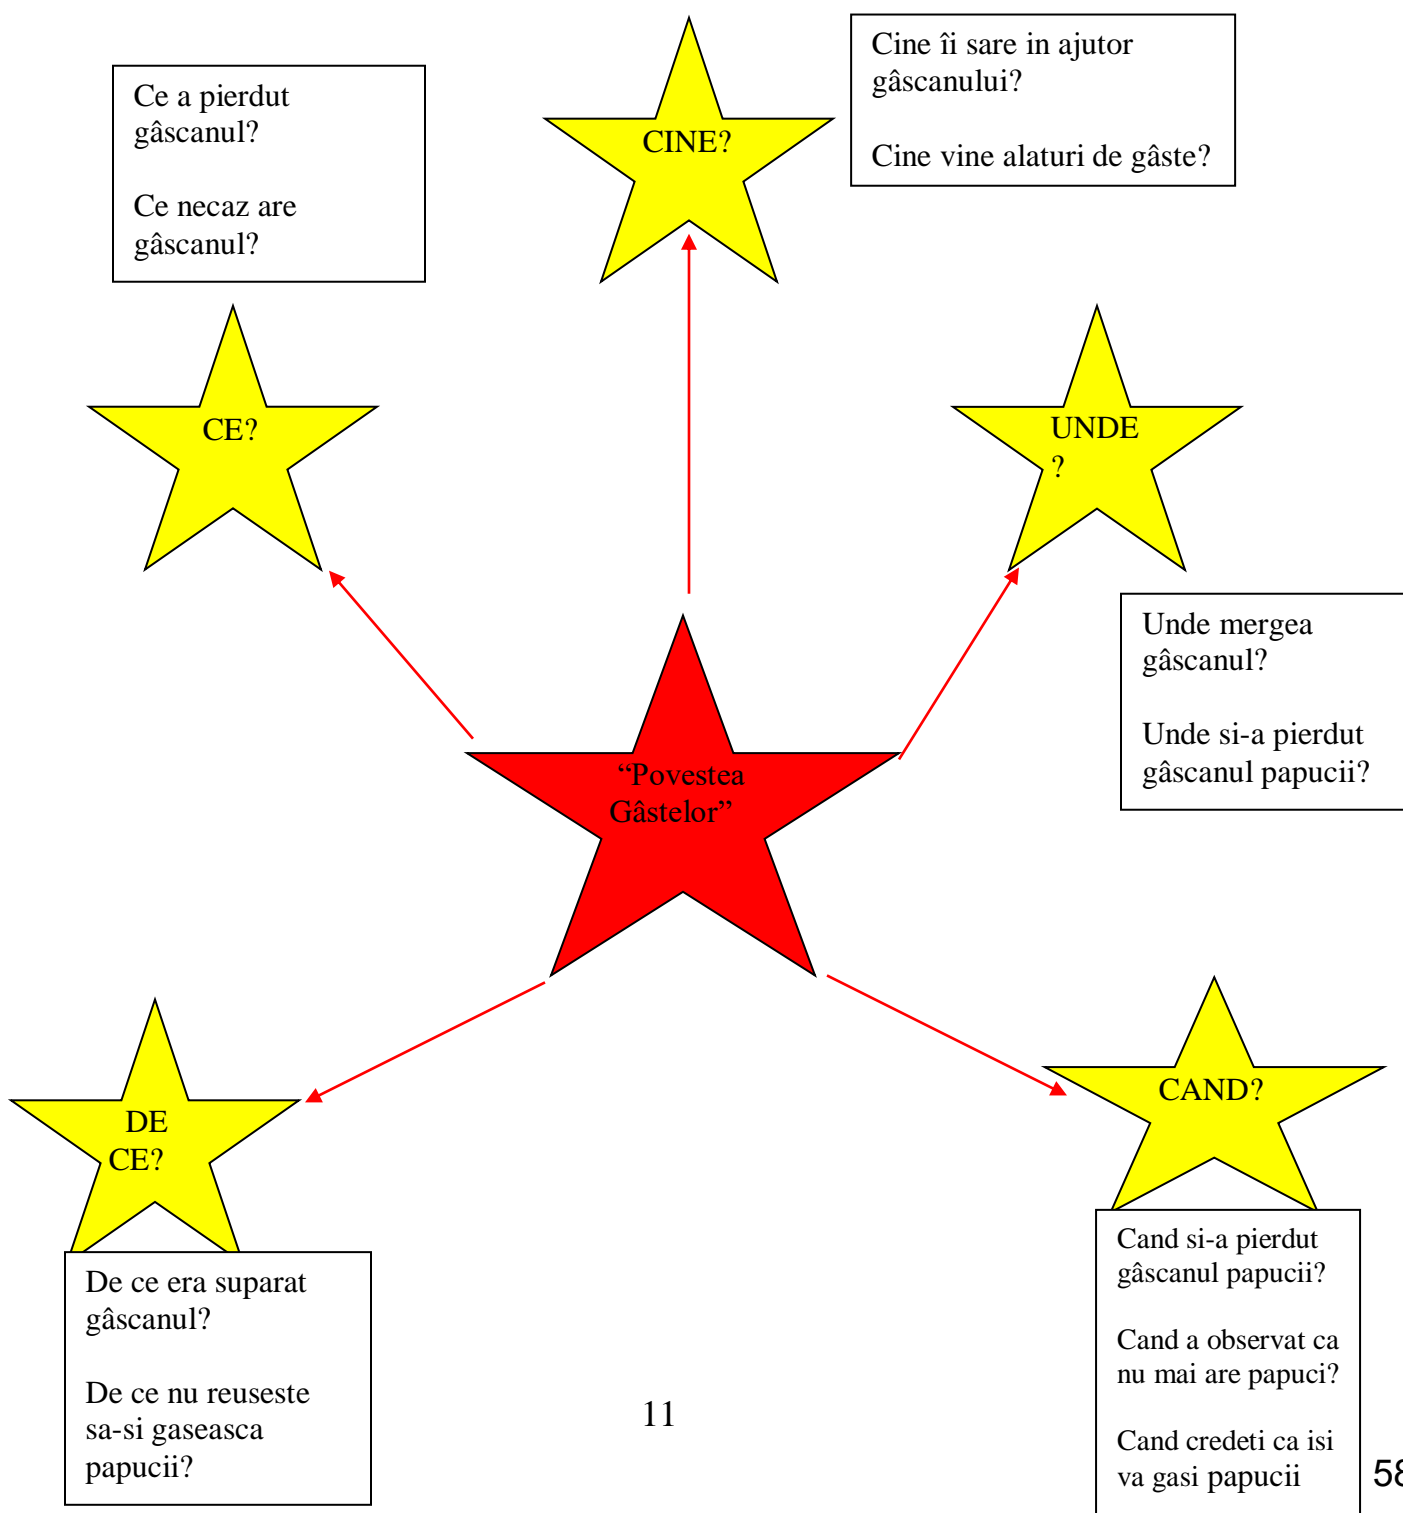 Ce a pierdut
gâscanul?
Ce necaz are
gâscanul?
CINE?
Cine îi sare in ajutor
gâscanului?
Cine vine alaturi de gâste?
CE?
UNDE
?
Unde mergea
gâscanul?
Unde si-a pierdut
gâscanul papucii?
“Povestea
Gâstelor”
DE
CE?
De ce era suparat
gâscanul?
De ce nu reuseste
sa-si gaseasca
papucii?
CAND?
Cand si-a pierdut
gâscanul papucii?
Cand a observat ca
nu mai are papuci?
Cand credeti ca isi
va gasi papucii
11
58